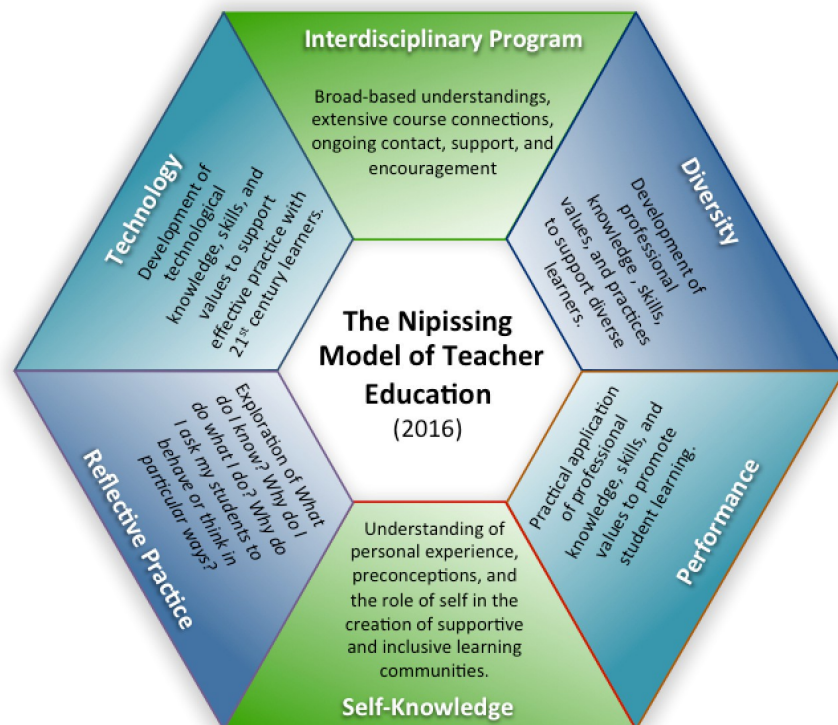 Interdisciplinary Program
Broad-based understandings,
extensive course connections,
ongoing contact, support, and
encouragement
Diversity
Development of
professional
knowledge , skills,
values, and practices
to support diverse
learners.
Performance
Practical application
of professional
knowledge, skills, and
values to promote
student learning.
Understanding of
personal experience,
preconceptions, and
the role of self in the
creation of supportive
and inclusive learning
communities.
Self-Knowledge
Reflective Practice
Exploration of What
do I know? Why do I
do what I do? Why do
I ask my students to
behave or think in
particular ways?
Technology
Development of
technological
knowledge, skills, and
values to support
effective practice with
21st century learners.
The Nipissing
Model of Teacher
Education
(2016)